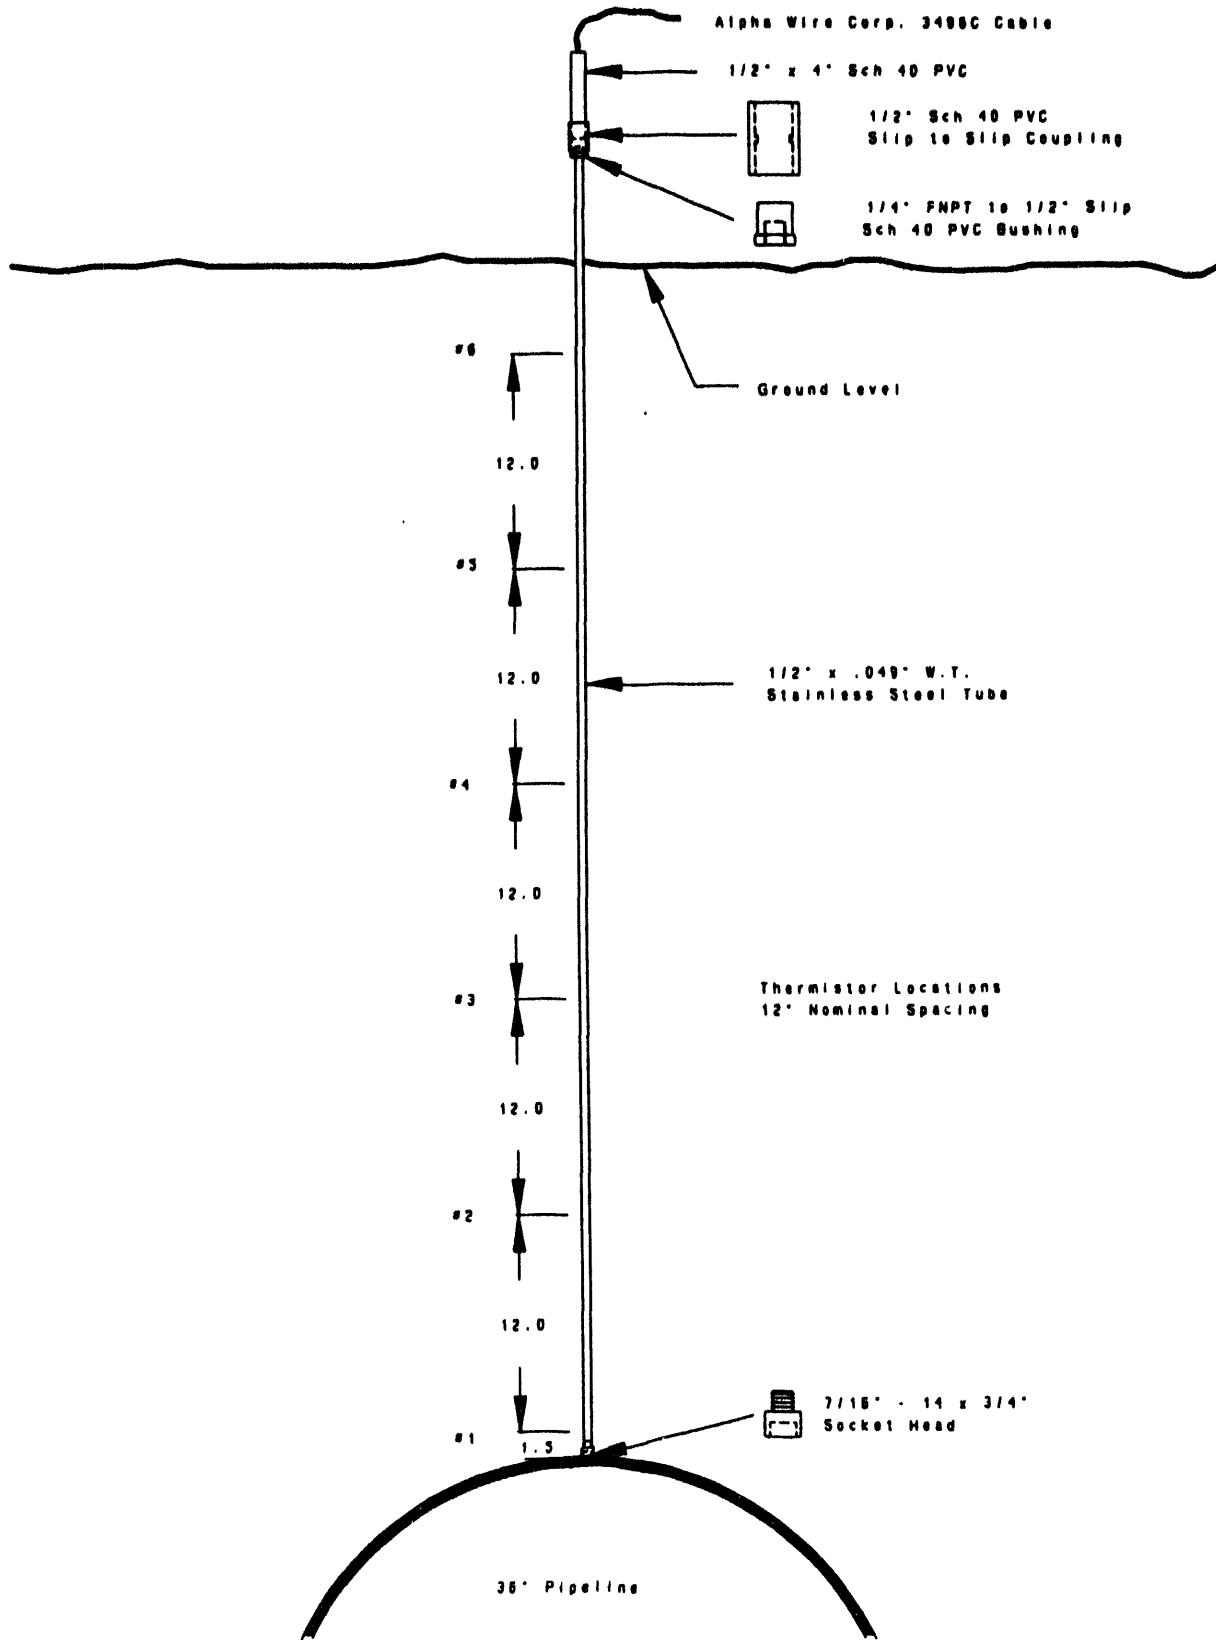 Alpha Wire Corp. 3498C Cable
1/2" x 4" Sch 40 PVC
1/2" Sch 40 PVC
Slip to Slip Coupling
1/4" FNPT to 1/2" Slip
Sch 40 PVC Bushing
#6
Ground Level
12.0
#5
12.0
1/2" x .049" W.T.
Stainless Steel Tube
#4
12.0
#3
Thermistor Locations
12" Nominal Spacing
12.0
#2
12.0
7/16" - 14 x 3/4"
Socket Head
#1
1.5
36" Pipeline